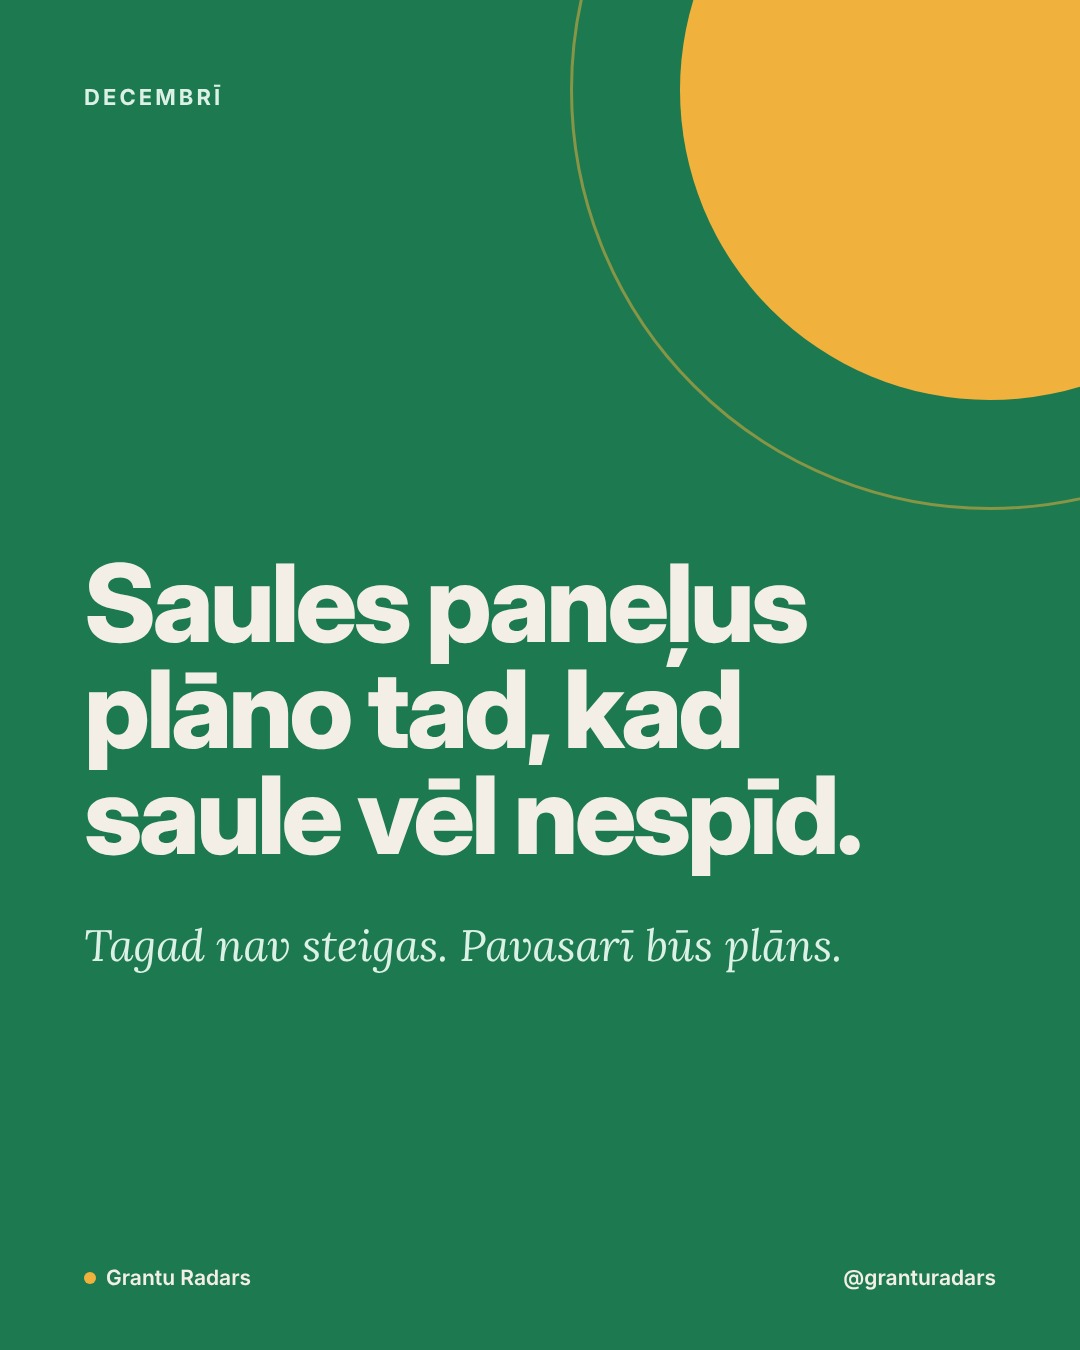 DECEMBRĪ
Saules paneļus
plāno tad, kad
saule vēl nespīd.
Tagad nav steigas. Pavasarī būs plāns.
Grantu Radars
@granturadars